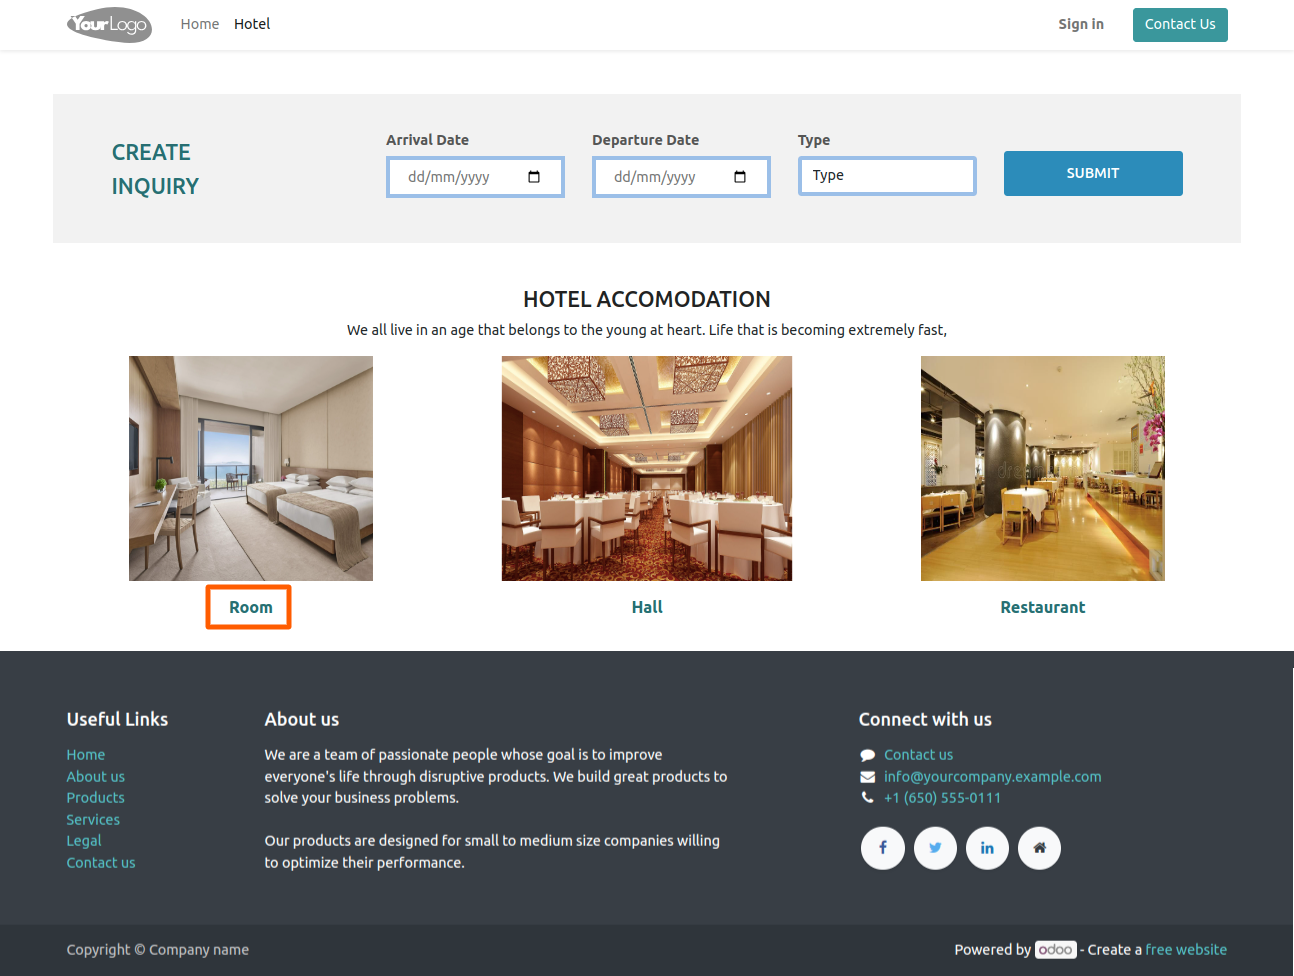 YourLogo
Home
Hotel
Sign in
Contact Us
CREATE
INQUIRY
Arrival Date
dd/mm/yyyy
Departure Date
dd/mm/yyyy
Type
Type
SUBMIT
HOTEL ACCOMODATION
We all live in an age that belongs to the young at heart. Life that is becoming extremely fast,
Room
Hall
Restaurant
Useful Links
Home
About us
Products
Services
Legal
Contact us
About us
We are a team of passionate people whose goal is to improve
everyone's life through disruptive products. We build great products to
solve your business problems.
Our products are designed for small to medium size companies willing
to optimize their performance.
Connect with us
Contact us
info@yourcompany.example.com
+1 (650) 555-0111
Copyright © Company name
Powered by odoo - Create a free website